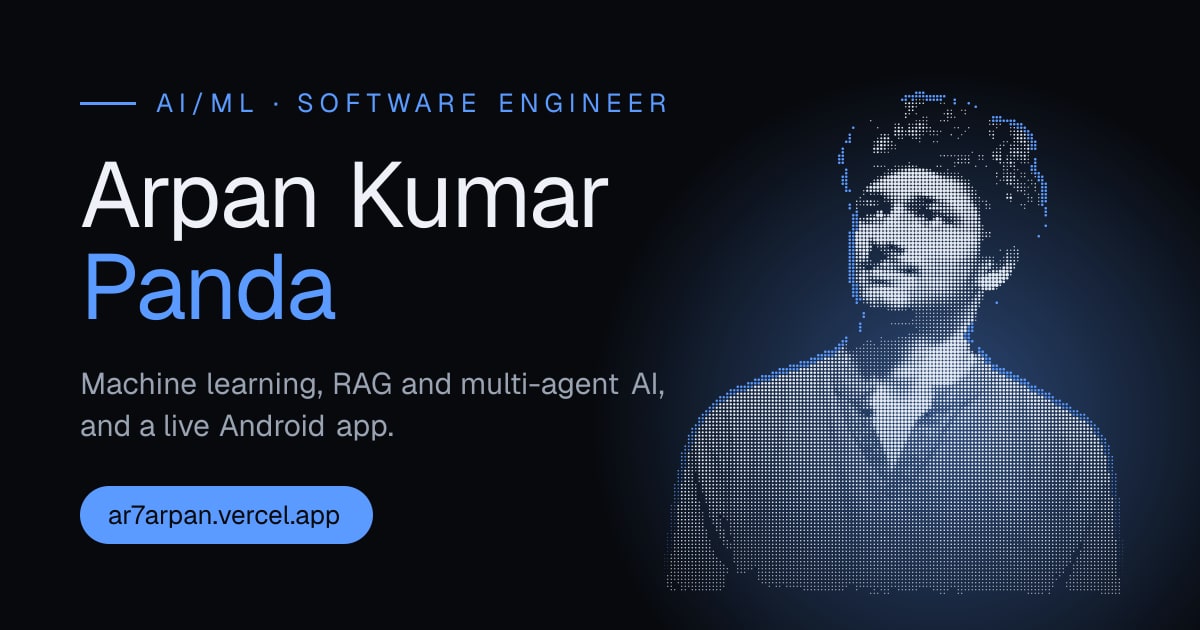 AI/ML · SOFTWARE ENGINEER
Arpan Kumar
Panda
Machine learning, RAG and multi-agent AI,
and a live Android app.
ar7arpan.vercel.app